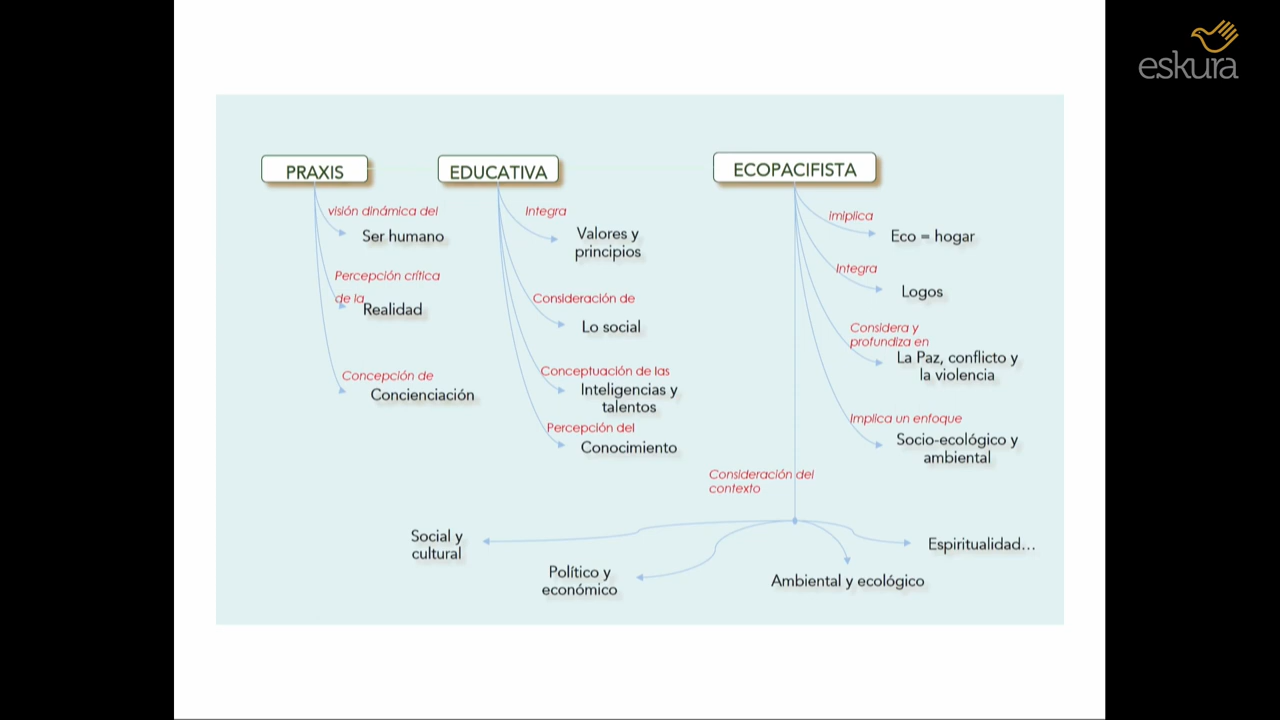 eskura
PRAXIS
visión dinámica del
Ser humano
Percepción crítica
de la
Realidad
Concepción de
Concienciación
EDUCATIVA
Integra
Valores y
principios
Consideración de
Lo social
Conceptuación de las
Inteligencias y
talentos
Percepción del
Conocimiento
ECOPACIFISTA
imiplica
Eco = hogar
Integra
Logos
Considera y
profundiza en
La Paz, conflicto y
la violencia
Implica un enfoque
Socio-ecológico y
ambiental
Consideración del
contexto
Social y
cultural
Político y
económico
Ambiental y ecológico
Espiritualidad...